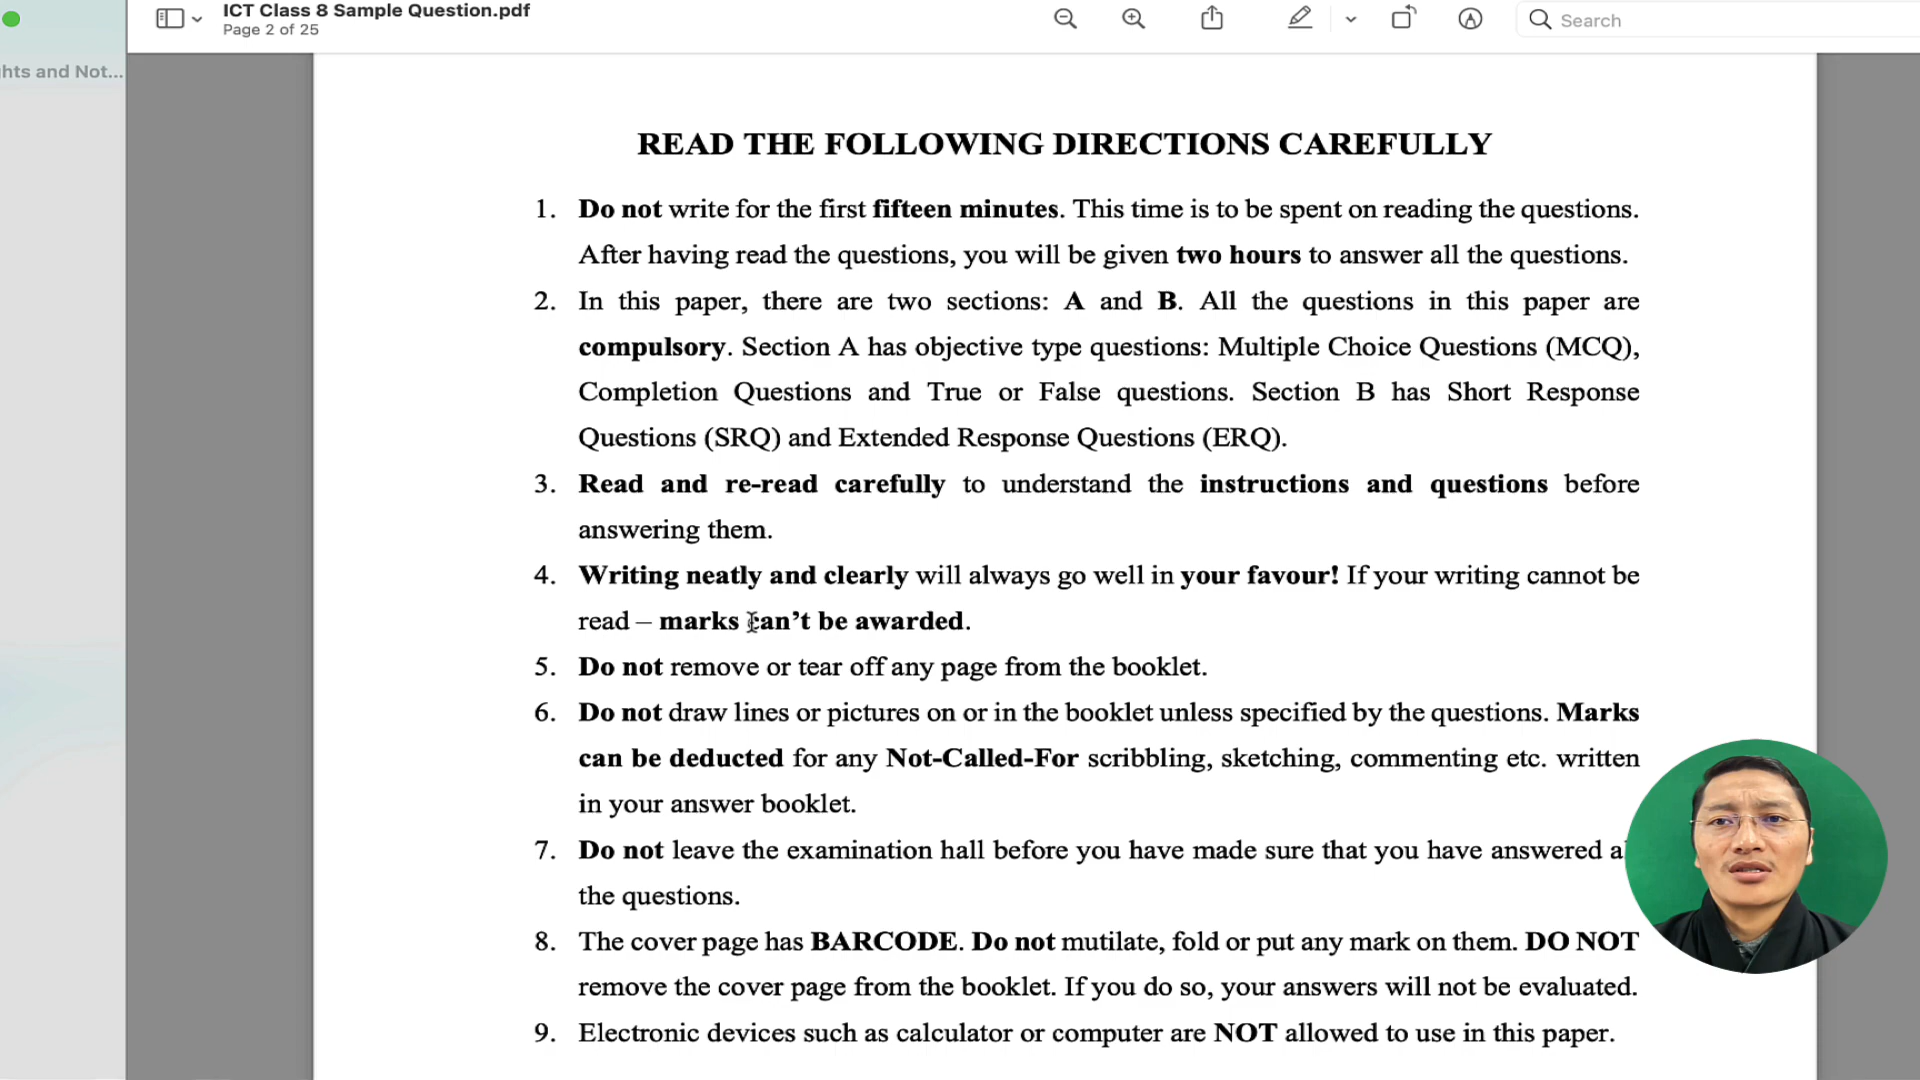 ICT Class 8 Sample Question.pdf
Page 2 of 25
Search
hts and Not...
READ THE FOLLOWING DIRECTIONS CAREFULLY
1. Do not write for the first fifteen minutes. This time is to be spent on reading the questions.
After having read the questions, you will be given two hours to answer all the questions.
2. In this paper, there are two sections: A and B. All the questions in this paper are
compulsory. Section A has objective type questions: Multiple Choice Questions (MCQ),
Completion Questions and True or False questions. Section B has Short Response
Questions (SRQ) and Extended Response Questions (ERQ).
3. Read and re-read carefully to understand the instructions and questions before
answering them.
4. Writing neatly and clearly will always go well in your favour! If your writing cannot be
read – marks can’t be awarded.
5. Do not remove or tear off any page from the booklet.
6. Do not draw lines or pictures on or in the booklet unless specified by the questions. Marks
can be deducted for any Not-Called-For scribbling, sketching, commenting etc. written
in your answer booklet.
7. Do not leave the examination hall before you have made sure that you have answered a
the questions.
8. The cover page has BARCODE. Do not mutilate, fold or put any mark on them. DO NOT
remove the cover page from the booklet. If you do so, your answers will not be evaluated.
9. Electronic devices such as calculator or computer are NOT allowed to use in this paper.